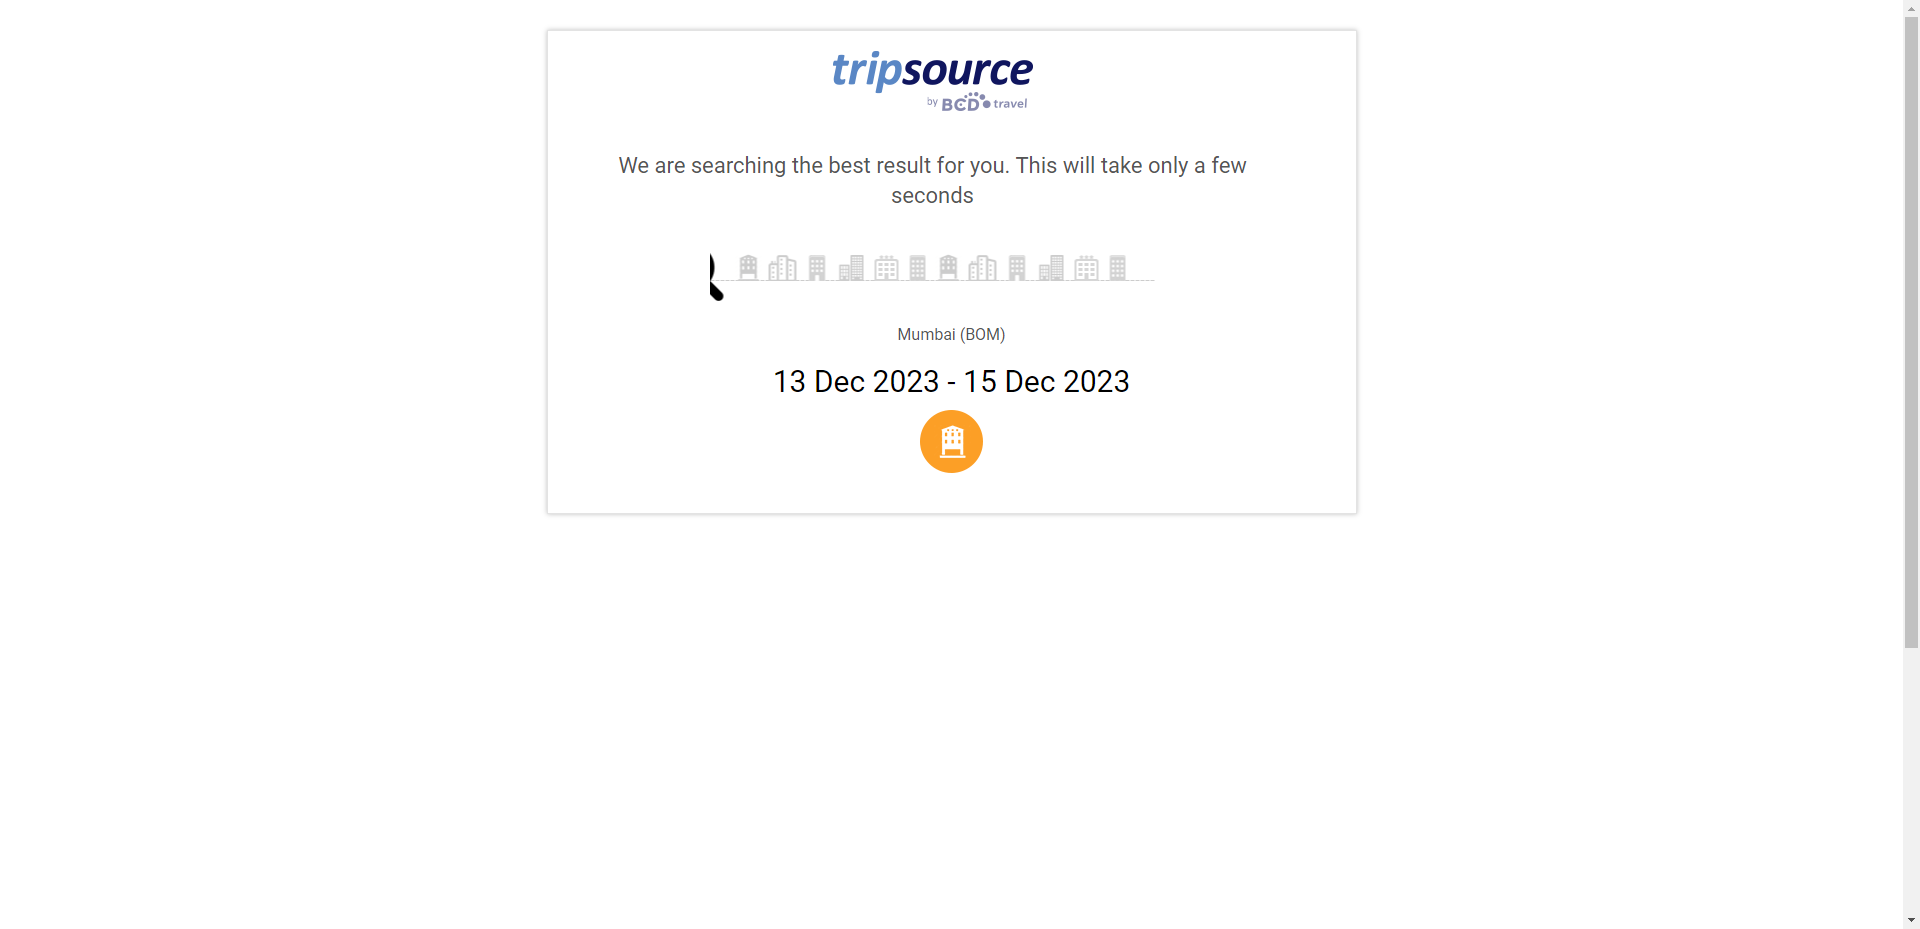 tripsource
by BCD travel
We are searching the best result for you. This will take only a few
seconds
Mumbai (BOM)
13 Dec 2023 - 15 Dec 2023